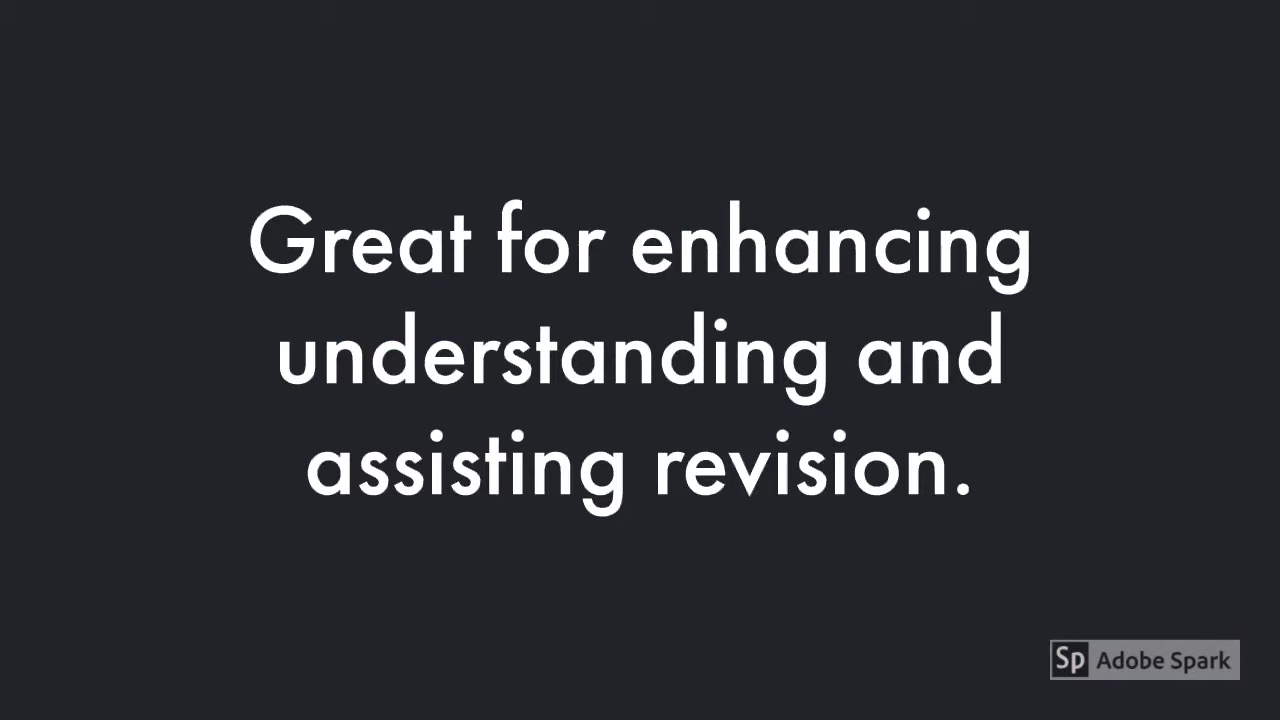 Great for enhancing
understanding and
assisting revision.
Sp Adobe Spark